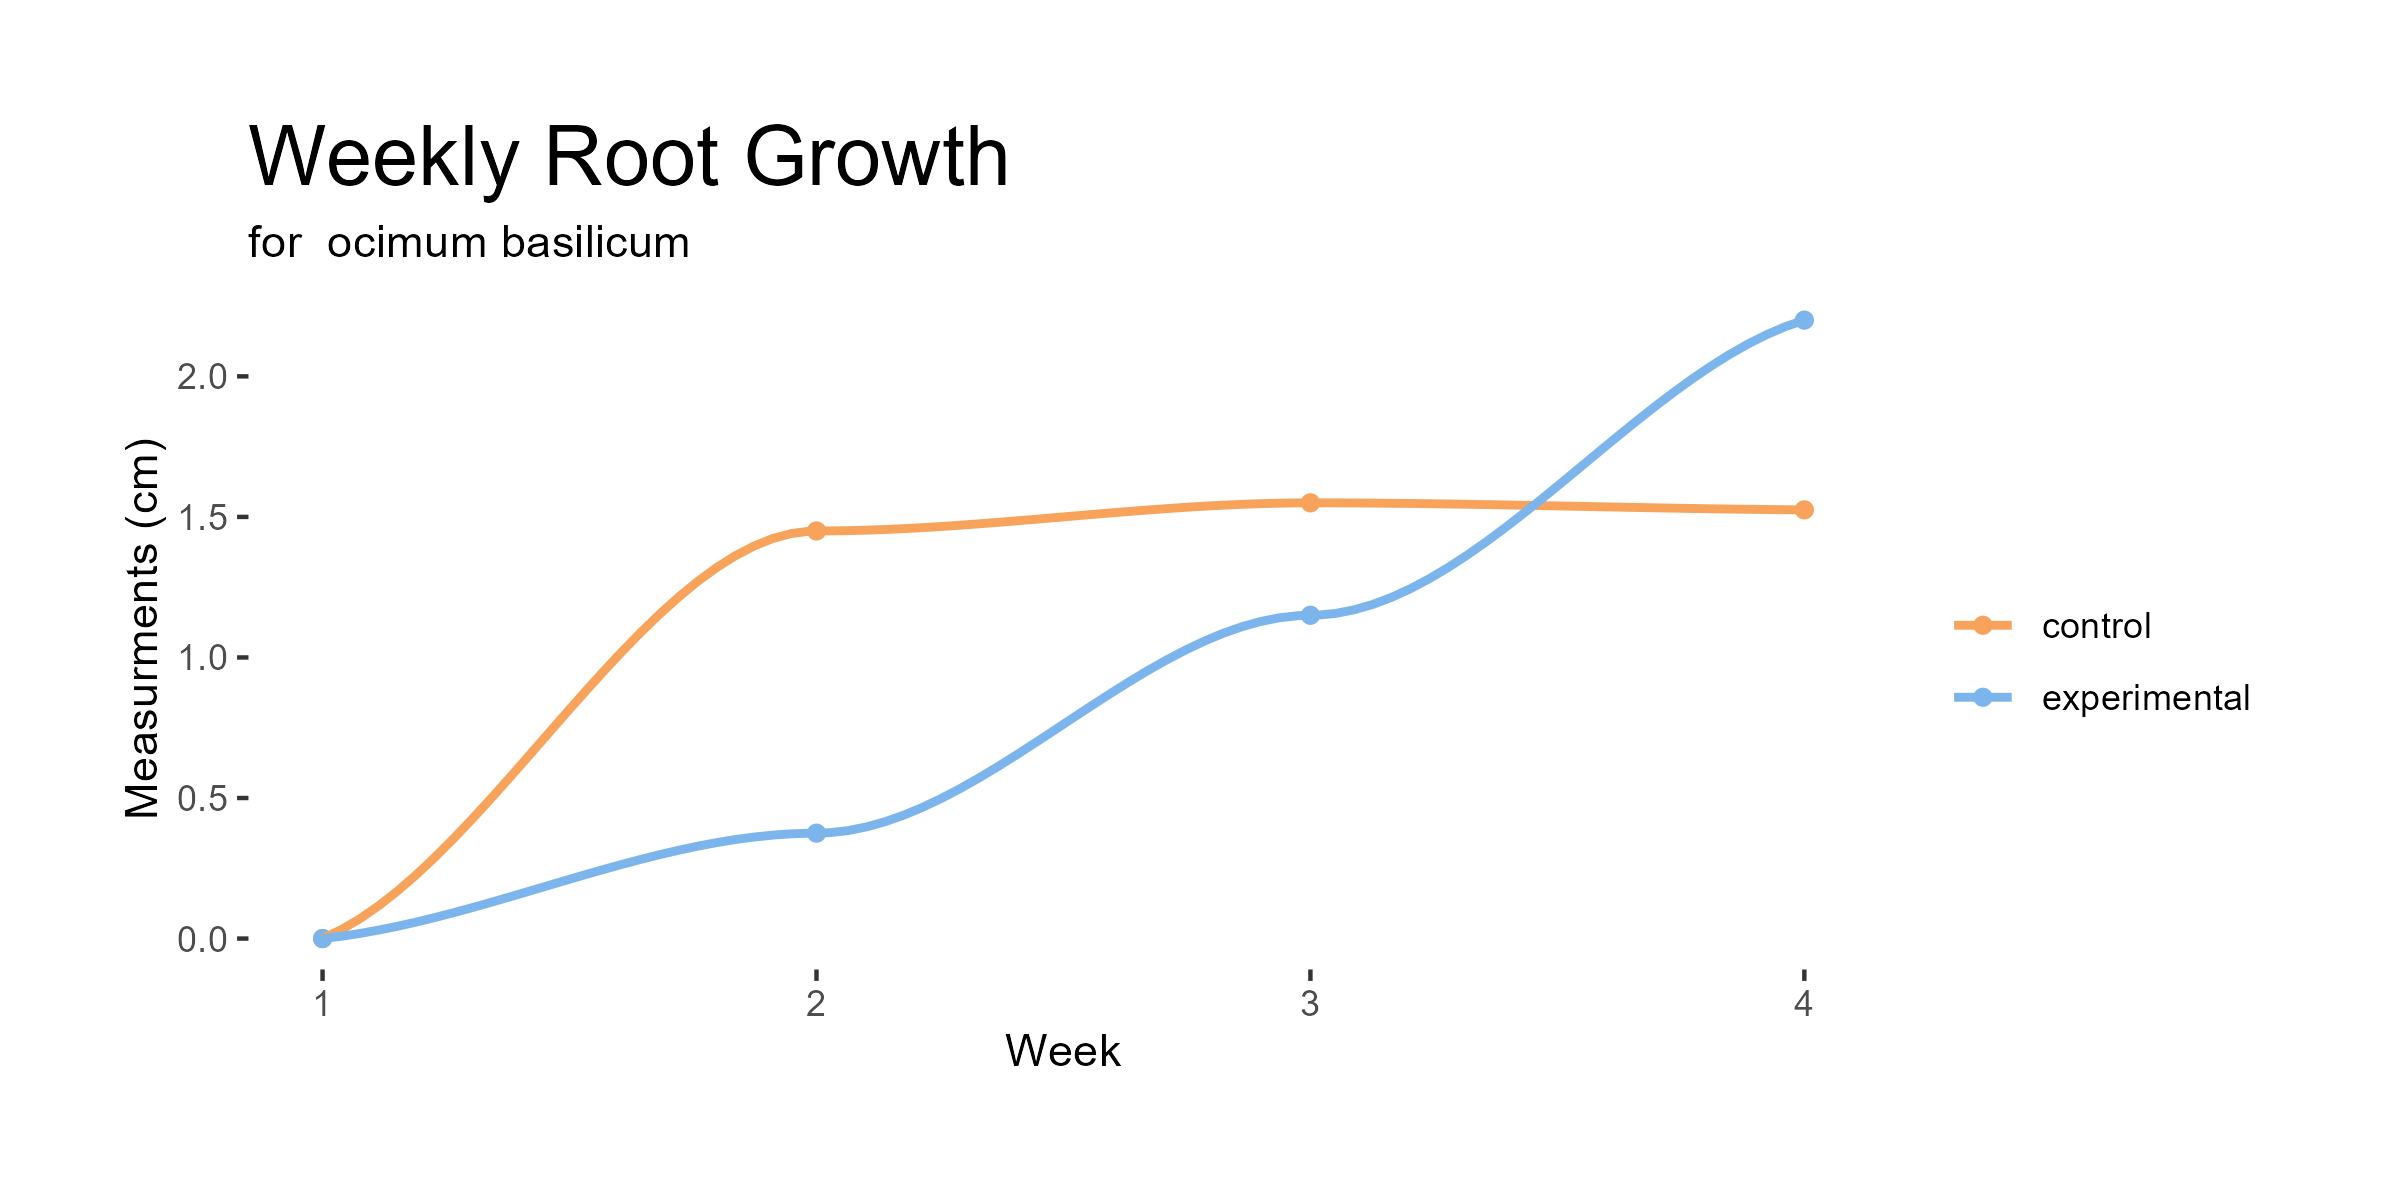 Weekly Root Growth
for  ocimum basilicum
Measurments (cm)
2.0
1.5
1.0
0.5
0.0
1 2 3 4
Week
control
experimental